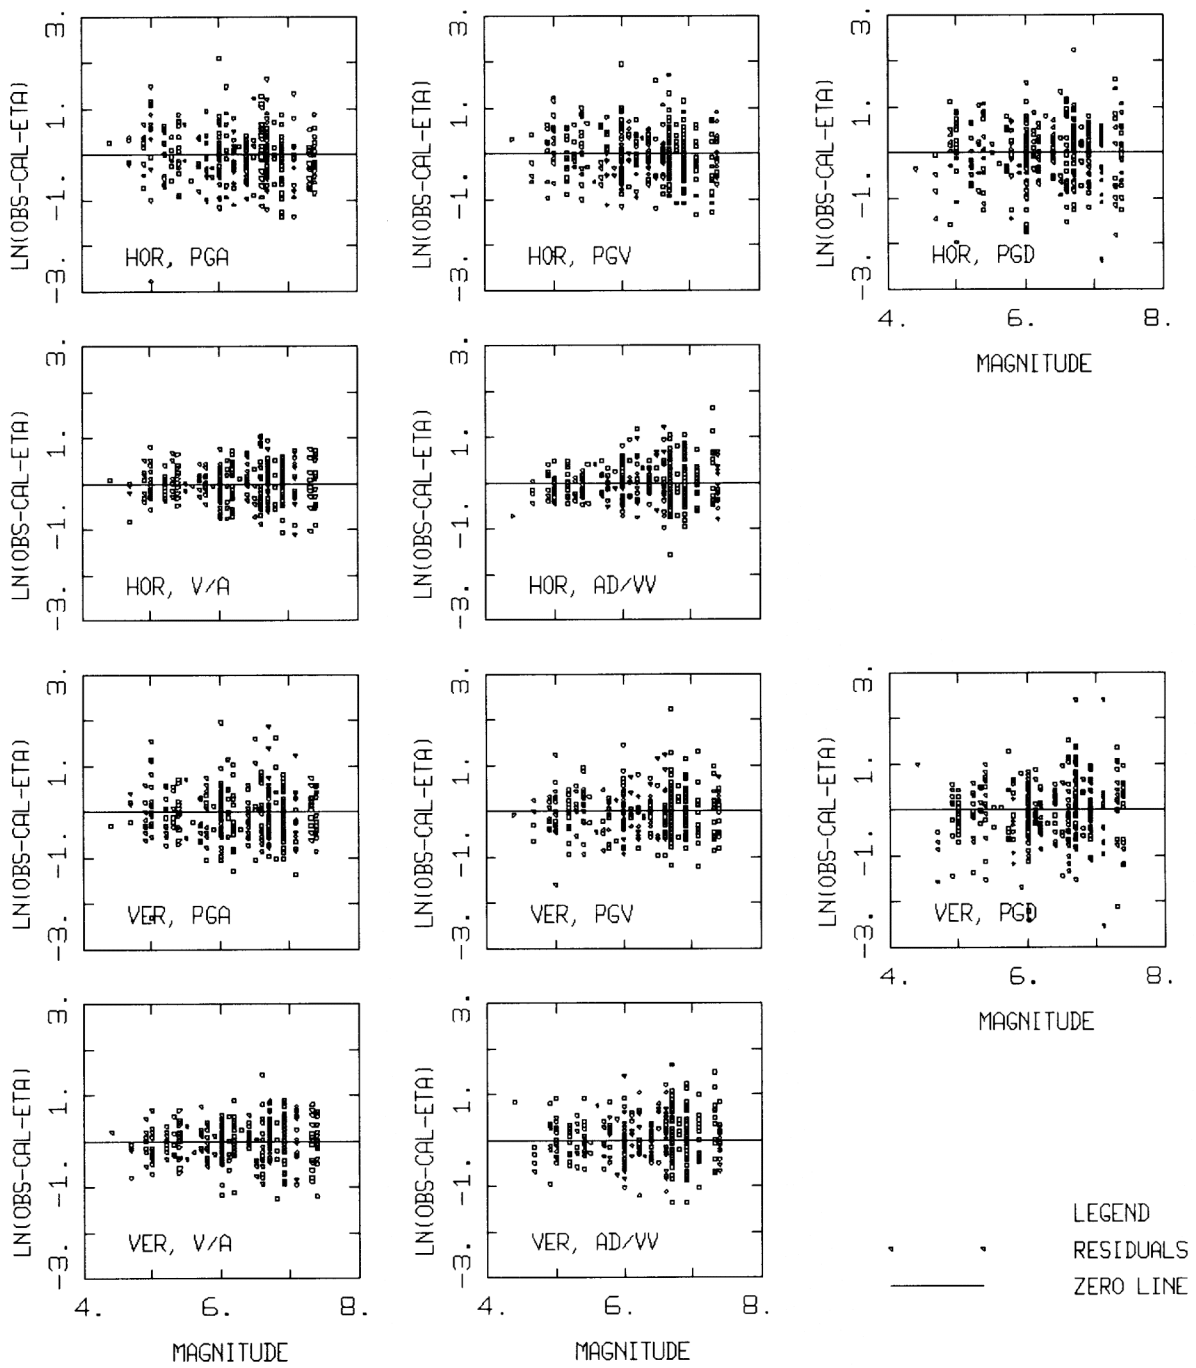 LN(OBS-CAL-ETA)
3.
1.
-1.
-3.
HOR, PGA
LN(OBS-CAL-ETA)
3.
1.
-1.
-3.
HOR, PGV
LN(OBS-CAL-ETA)
3.
1.
-1.
-3.
HOR, PGD
4. 6. 8.
MAGNITUDE
LN(OBS-CAL-ETA)
3.
1.
-1.
-3.
HOR, V/A
LN(OBS-CAL-ETA)
3.
1.
-1.
-3.
HOR, AD/VV
LN(OBS-CAL-ETA)
3.
1.
-1.
-3.
VER, PGA
LN(OBS-CAL-ETA)
3.
1.
-1.
-3.
VER, PGV
LN(OBS-CAL-ETA)
3.
1.
-1.
-3.
VER, PGD
4. 6. 8.
MAGNITUDE
LN(OBS-CAL-ETA)
3.
1.
-1.
-3.
VER, V/A
4. 6. 8.
MAGNITUDE
LN(OBS-CAL-ETA)
3.
1.
-1.
-3.
VER, AD/VV
4. 6. 8.
MAGNITUDE
LEGEND
RESIDUALS
ZERO LINE